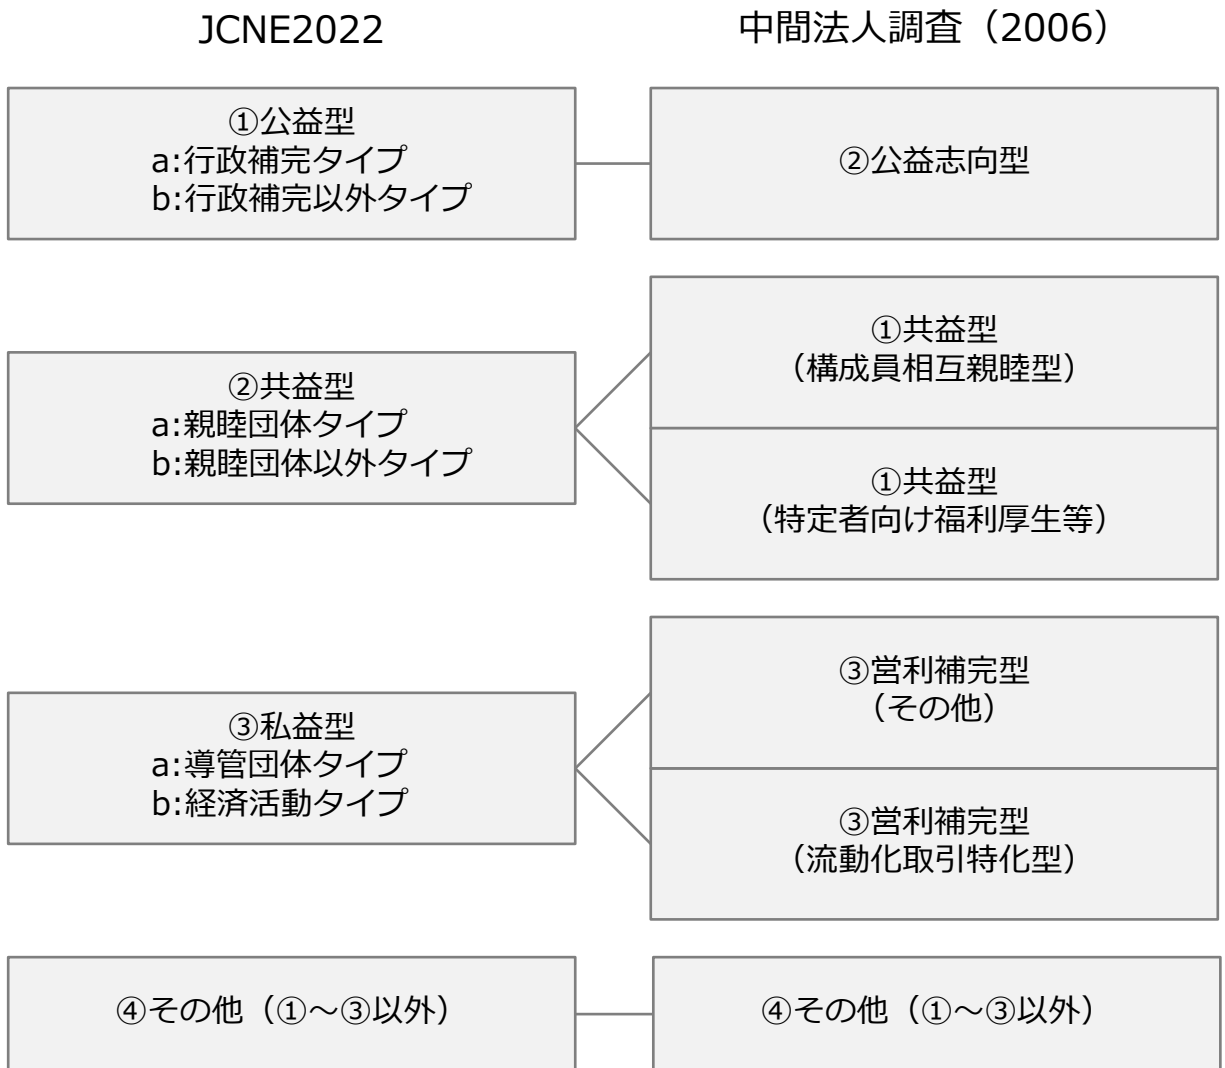 JCNE2022
中間法人調査（2006）
①公益型
a:行政補完タイプ
b:行政補完以外タイプ
②公益志向型
②共益型
a:親睦団体タイプ
b:親睦団体以外タイプ
①共益型
（構成員相互親睦型）
①共益型
（特定者向け福利厚生等）
③私益型
a:導管団体タイプ
b:経済活動タイプ
③営利補完型
（その他）
③営利補完型
（流動化取引特化型）
④その他（①～③以外）
④その他（①～③以外）